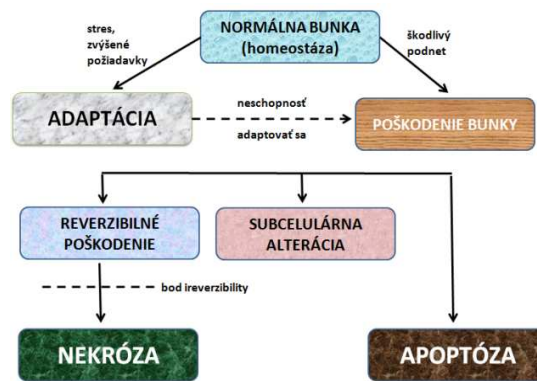 NORMÁLNA BUNKA
(homeostáza)
stres,
zvýšené
požiadavky
škodlivý
podnet
ADAPTÁCIA
neschopnosť
adaptovať sa
POŠKODENIE BUNKY
REVERZIBILNÉ
POŠKODENIE
SUBCELULÁRNA
ALTERÁCIA
bod ireverzibility
NEKRÓZA
APOPTÓZA